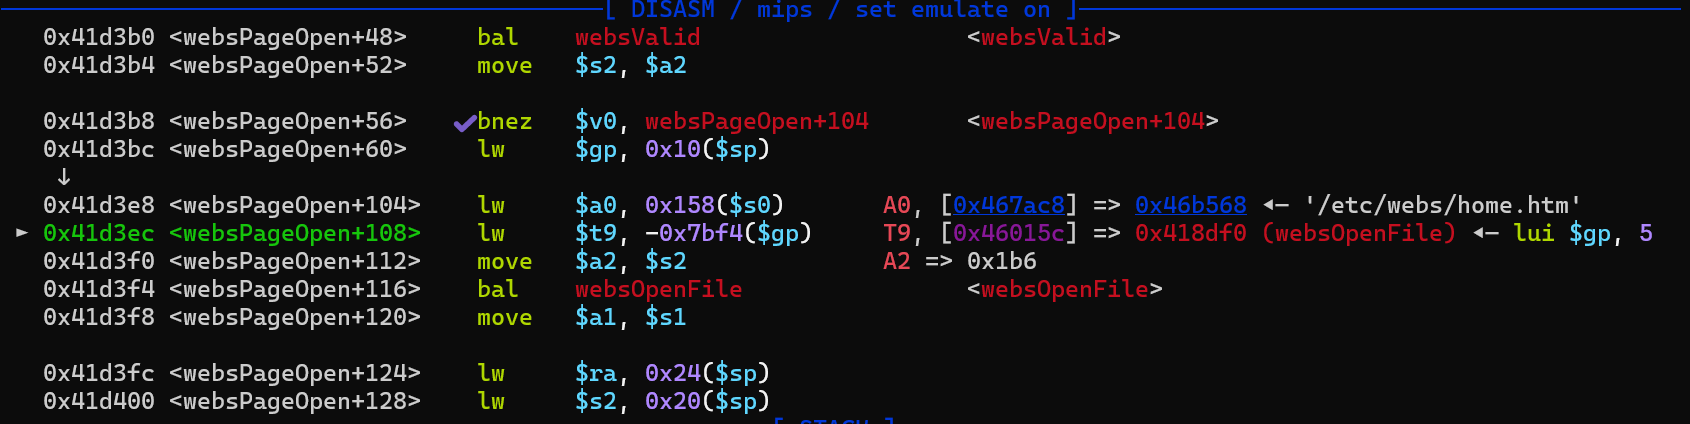 [ DISASM / mips / set emulate on ]
0x41d3b0 <websPageOpen+48> bal websValid <websValid>
0x41d3b4 <websPageOpen+52> move $s2, $a2
0x41d3b8 <websPageOpen+56> ✔bnez $v0, websPageOpen+104 <websPageOpen+104>
0x41d3bc <websPageOpen+60> lw $gp, 0x10($sp)
↓
0x41d3e8 <websPageOpen+104> lw $a0, 0x158($s0) A0, [0x467ac8] => 0x46b568 ◂— '/etc/webs/home.htm'
► 0x41d3ec <websPageOpen+108> lw $t9, -0x7bf4($gp) T9, [0x46015c] => 0x418df0 (websOpenFile) ◂— lui $gp, 5
0x41d3f0 <websPageOpen+112> move $a2, $s2 A2 => 0x1b6
0x41d3f4 <websPageOpen+116> bal websOpenFile <websOpenFile>
0x41d3f8 <websPageOpen+120> move $a1, $s1
0x41d3fc <websPageOpen+124> lw $ra, 0x24($sp)
0x41d400 <websPageOpen+128> lw $s2, 0x20($sp)
[ STACK ]